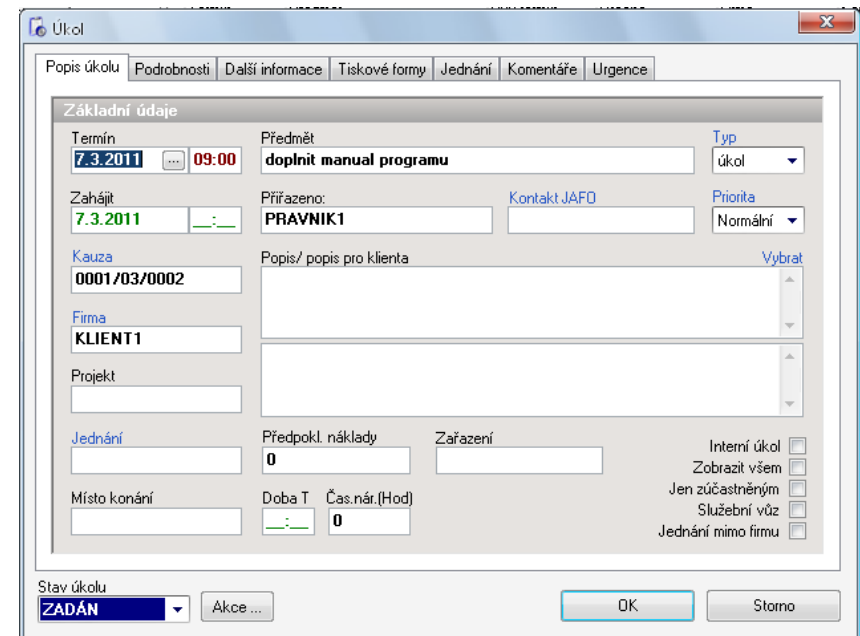 Úkol
Popis úkolu Podrobnosti Další informace Tiskové formy Jednání Komentáře Urgence
Základní údaje
Termín Předmět Typ
7.3.2011 ... 09:00 doplnit manual programu úkol
Zahájit Přiřazeno: Kontakt JAFO Priorita
7.3.2011 __:__ PRAVNIK1 Normální
Kauza Popis/ popis pro klienta Vybrat
0001/03/0002
Firma
KLIENT1
Projekt
Jednání Předpokl. náklady Zařazení Interní úkol
0 Zobrazit všem
Místo konání Doba T Čas.nár.(Hod) Jen zúčastněným
__:__ 0 Služební vůz
Jednání mimo firmu
Stav úkolu
ZADÁN Akce ... OK Storno